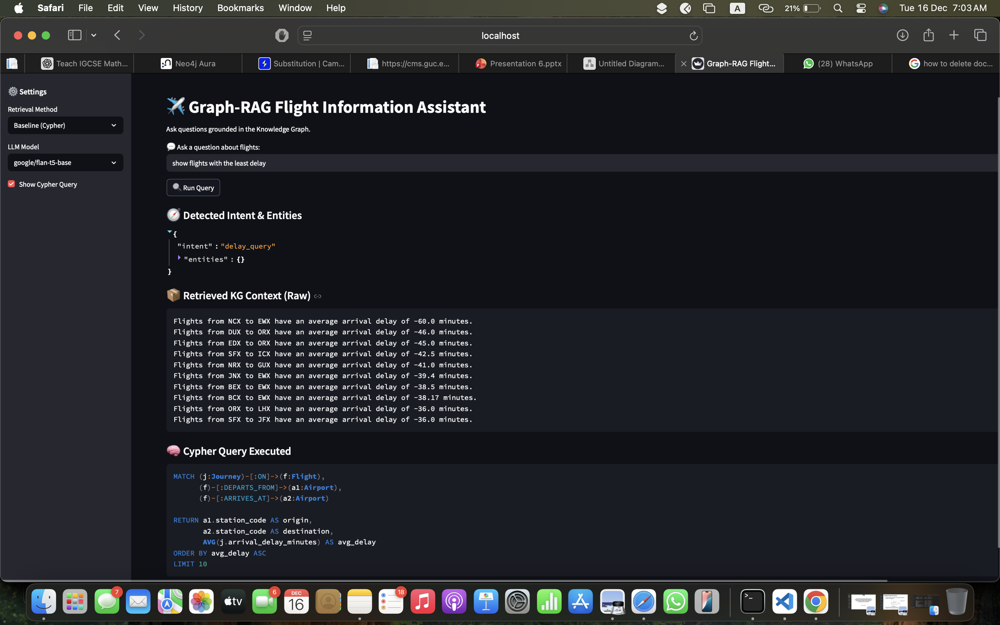 Safari File Edit View History Bookmarks Window Help A 21% Tue 16 Dec 7:03 AM
localhost
Teach IGCSE Math... Neo4j Aura Substitution | Cam... https://cms.guc.e... Presentation 6.pptx Untitled Diagram... Graph-RAG Flight... (28) WhatsApp how to delete doc...
Settings
Retrieval Method
Baseline (Cypher)
LLM Model
google/flan-t5-base
Show Cypher Query
Graph-RAG Flight Information Assistant
Ask questions grounded in the Knowledge Graph.
Ask a question about flights:
show flights with the least delay
Run Query
Detected Intent & Entities
{
"intent" : "delay_query"
"entities" : {}
}
Retrieved KG Context (Raw)
Flights from NCX to EWX have an average arrival delay of -60.0 minutes.
Flights from DUX to ORX have an average arrival delay of -46.0 minutes.
Flights from EDX to ORX have an average arrival delay of -45.0 minutes.
Flights from SFX to ICX have an average arrival delay of -42.5 minutes.
Flights from NRX to GUX have an average arrival delay of -41.0 minutes.
Flights from JNX to EWX have an average arrival delay of -39.4 minutes.
Flights from BEX to EWX have an average arrival delay of -38.5 minutes.
Flights from BCX to EWX have an average arrival delay of -38.17 minutes.
Flights from ORX to LHX have an average arrival delay of -36.0 minutes.
Flights from SFX to JFX have an average arrival delay of -36.0 minutes.
Cypher Query Executed
MATCH (j:Journey)-[:ON]->(f:Flight),
(f)-[:DEPARTS_FROM]->(a1:Airport),
(f)-[:ARRIVES_AT]->(a2:Airport)
RETURN a1.station_code AS origin,
a2.station_code AS destination,
AVG(j.arrival_delay_minutes) AS avg_delay
ORDER BY avg_delay ASC
LIMIT 10
7 tv 6 DEC 16 18